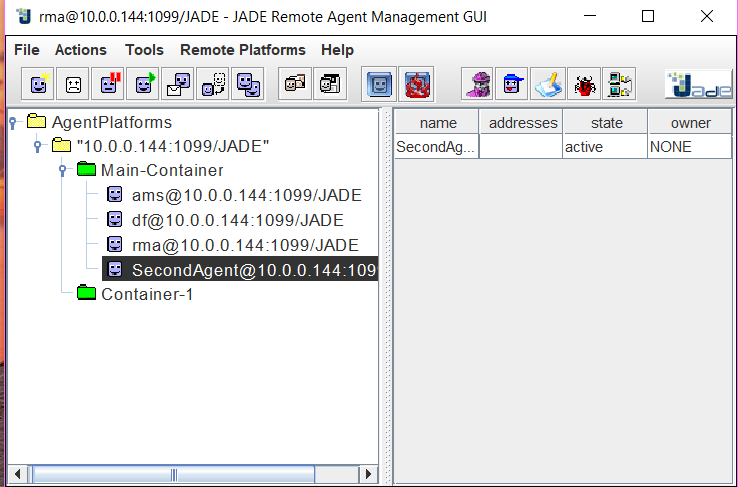 rma@10.0.0.144:1099/JADE - JADE Remote Agent Management GUI
File Actions Tools Remote Platforms Help
Jade
AgentPlatforms
"10.0.0.144:1099/JADE"
Main-Container
ams@10.0.0.144:1099/JADE
df@10.0.0.144:1099/JADE
rma@10.0.0.144:1099/JADE
SecondAgent@10.0.0.144:109
Container-1
name addresses state owner
SecondAg... active NONE